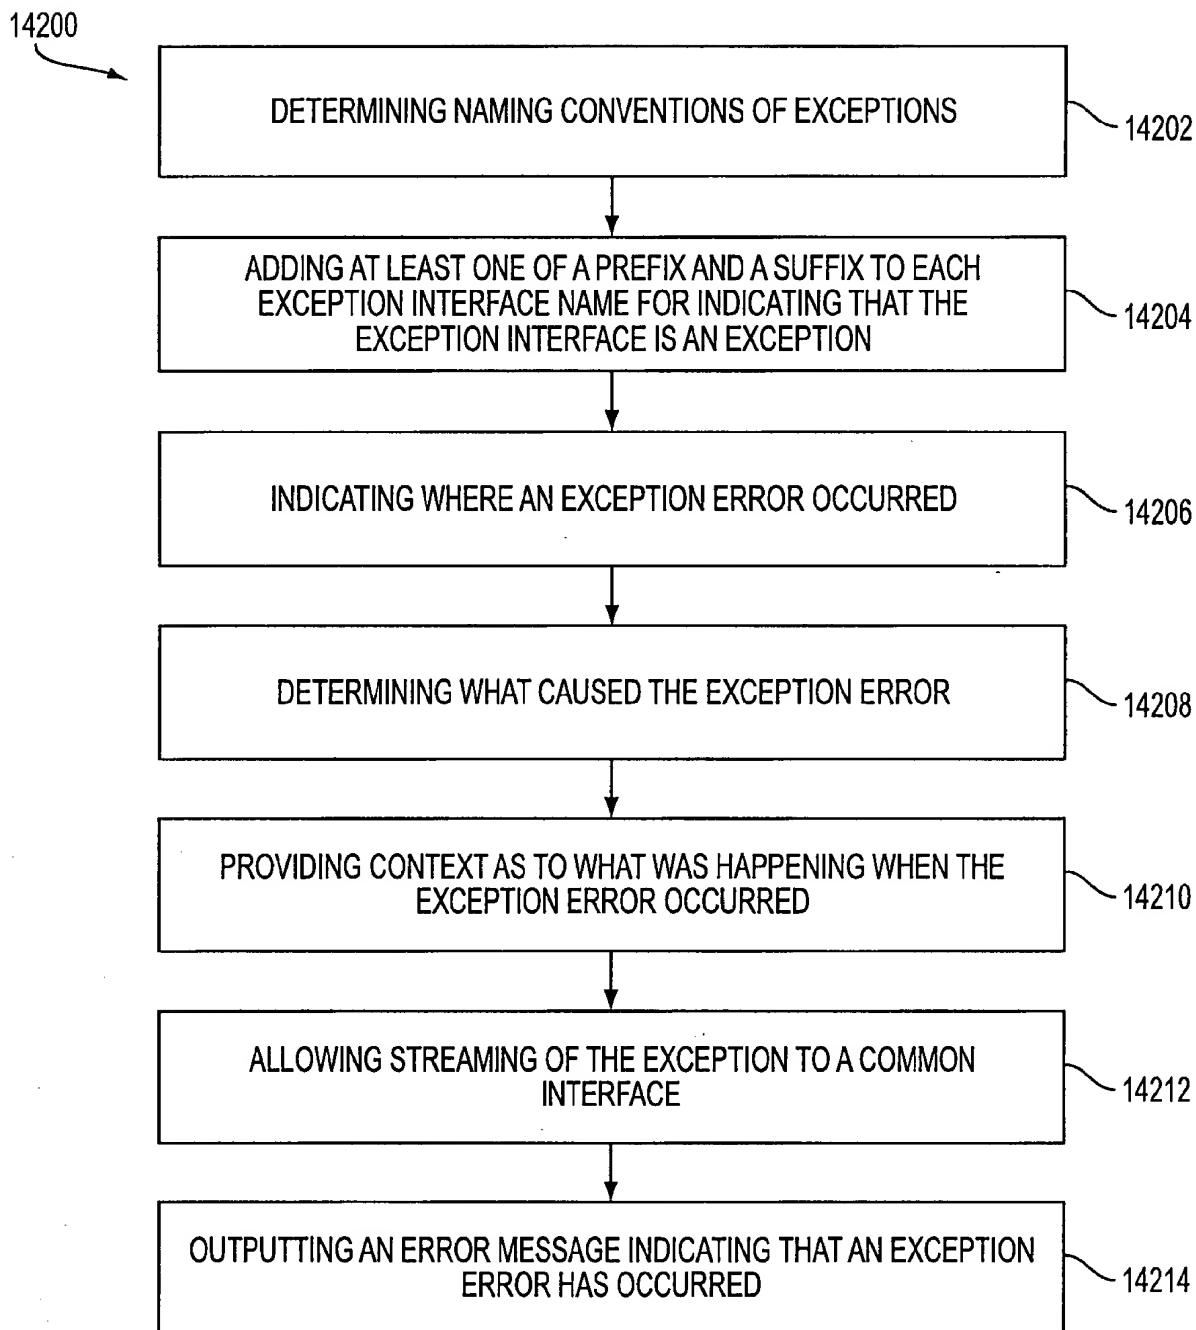 14200
DETERMINING NAMING CONVENTIONS OF EXCEPTIONS
14202
ADDING AT LEAST ONE OF A PREFIX AND A SUFFIX TO EACH
EXCEPTION INTERFACE NAME FOR INDICATING THAT THE
EXCEPTION INTERFACE IS AN EXCEPTION
14204
INDICATING WHERE AN EXCEPTION ERROR OCCURRED
14206
DETERMINING WHAT CAUSED THE EXCEPTION ERROR
14208
PROVIDING CONTEXT AS TO WHAT WAS HAPPENING WHEN THE
EXCEPTION ERROR OCCURRED
14210
ALLOWING STREAMING OF THE EXCEPTION TO A COMMON
INTERFACE
14212
OUTPUTTING AN ERROR MESSAGE INDICATING THAT AN EXCEPTION
ERROR HAS OCCURRED
14214